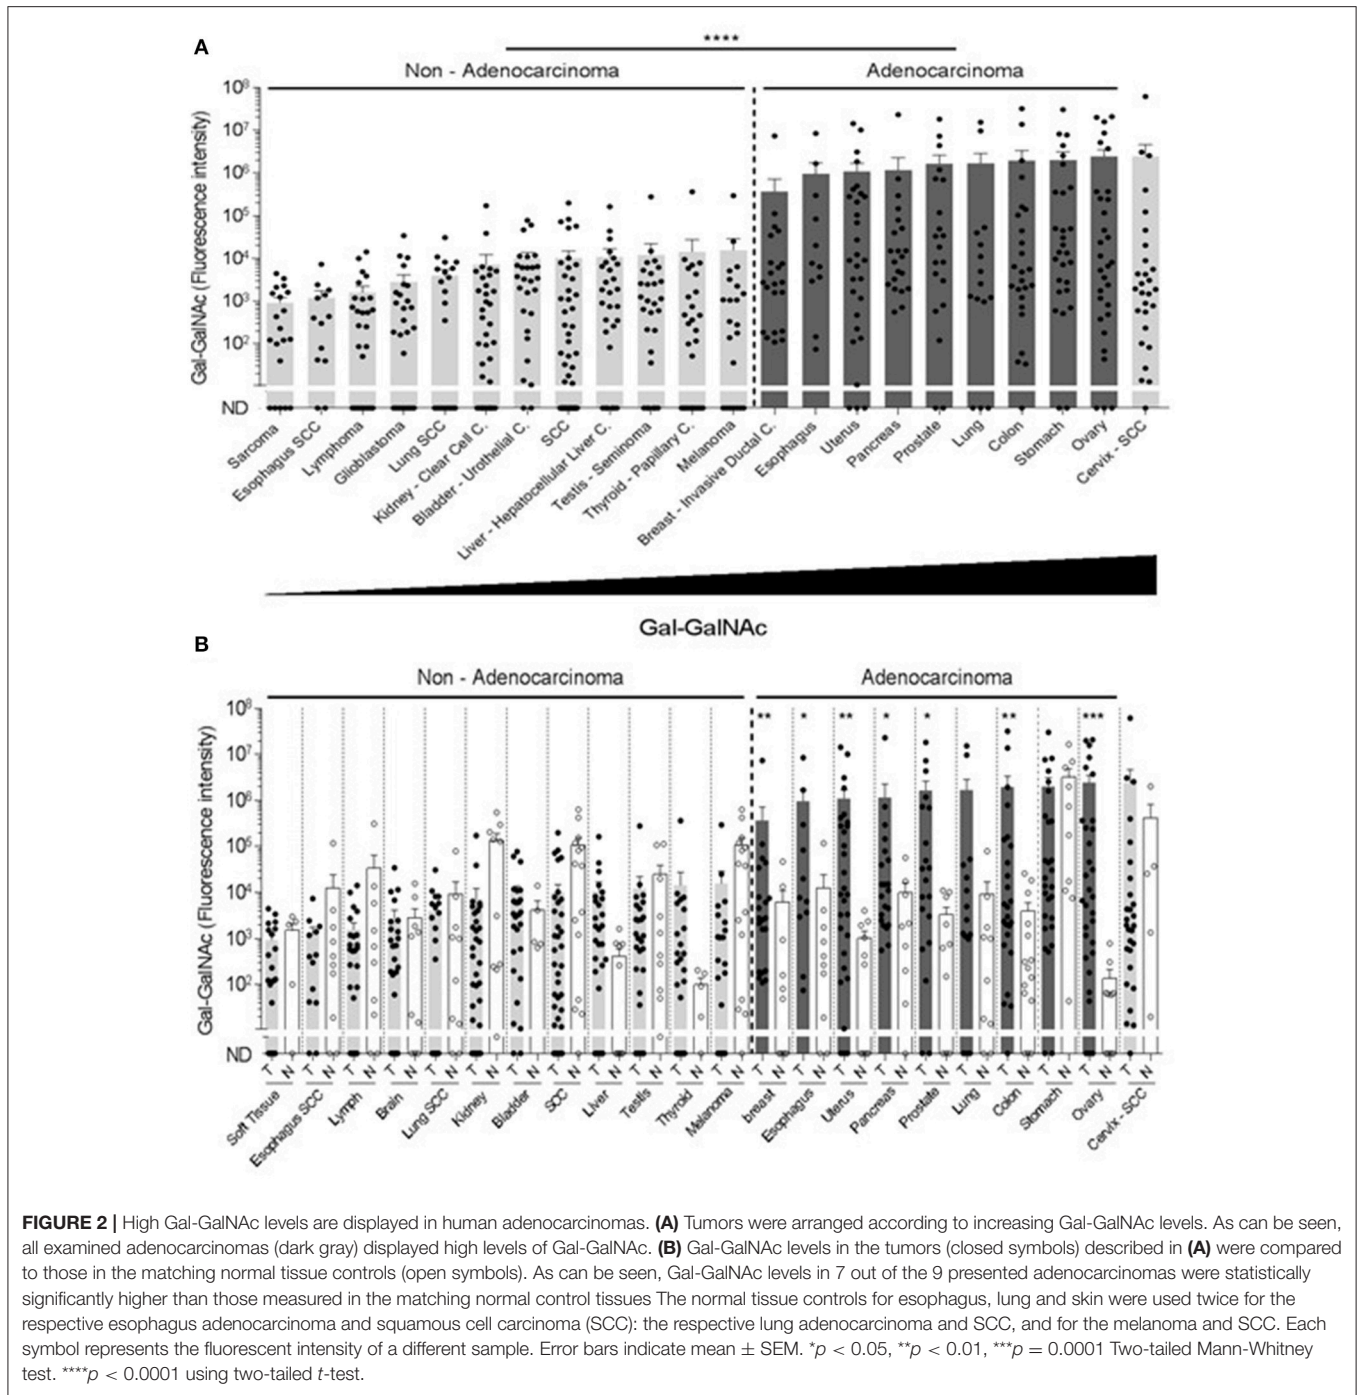 A
****
Non - Adenocarcinoma Adenocarcinoma
Gal-GalNAc (Fluorescence intensity)
10⁸
10⁷
10⁶
10⁵
10⁴
10³
10²
ND
Sarcoma
Esophagus SCC
Lymphoma
Glioblastoma
Lung SCC
Kidney - Clear Cell C.
Bladder - Urothelial C.
SCC
Liver - Hepatocellular Liver C.
Testis - Seminoma
Thyroid - Papillary C.
Melanoma
Breast - Invasive Ductal C.
Esophagus
Uterus
Pancreas
Prostate
Lung
Colon
Stomach
Ovary
Cervix - SCC
Gal-GalNAc
B
Non - Adenocarcinoma Adenocarcinoma
Gal-GalNAc (Fluorescence intensity)
10⁸
10⁷
10⁶
10⁵
10⁴
10³
10²
ND
** * ** * * ** ***
T N T N T N T N T N T N T N T N T N T N T N T N T N T N T N T N T N T N T N T N T N T N
Soft Tissue
Esophagus SCC
Lymph
Brain
Lung SCC
Kidney
Bladder
SCC
Liver
Testis
Thyroid
Melanoma
breast
Esophagus
Uterus
Pancreas
Prostate
Lung
Colon
Stomach
Ovary
Cervix - SCC
FIGURE 2 | High Gal-GalNAc levels are displayed in human adenocarcinomas. (A) Tumors were arranged according to increasing Gal-GalNAc levels. As can be seen,
all examined adenocarcinomas (dark gray) displayed high levels of Gal-GalNAc. (B) Gal-GalNAc levels in the tumors (closed symbols) described in (A) were compared
to those in the matching normal tissue controls (open symbols). As can be seen, Gal-GalNAc levels in 7 out of the 9 presented adenocarcinomas were statistically
significantly higher than those measured in the matching normal control tissues The normal tissue controls for esophagus, lung and skin were used twice for the
respective esophagus adenocarcinoma and squamous cell carcinoma (SCC): the respective lung adenocarcinoma and SCC, and for the melanoma and SCC. Each
symbol represents the fluorescent intensity of a different sample. Error bars indicate mean ± SEM. *p < 0.05, **p < 0.01, ***p = 0.0001 Two-tailed Mann-Whitney
test. ****p < 0.0001 using two-tailed t-test.